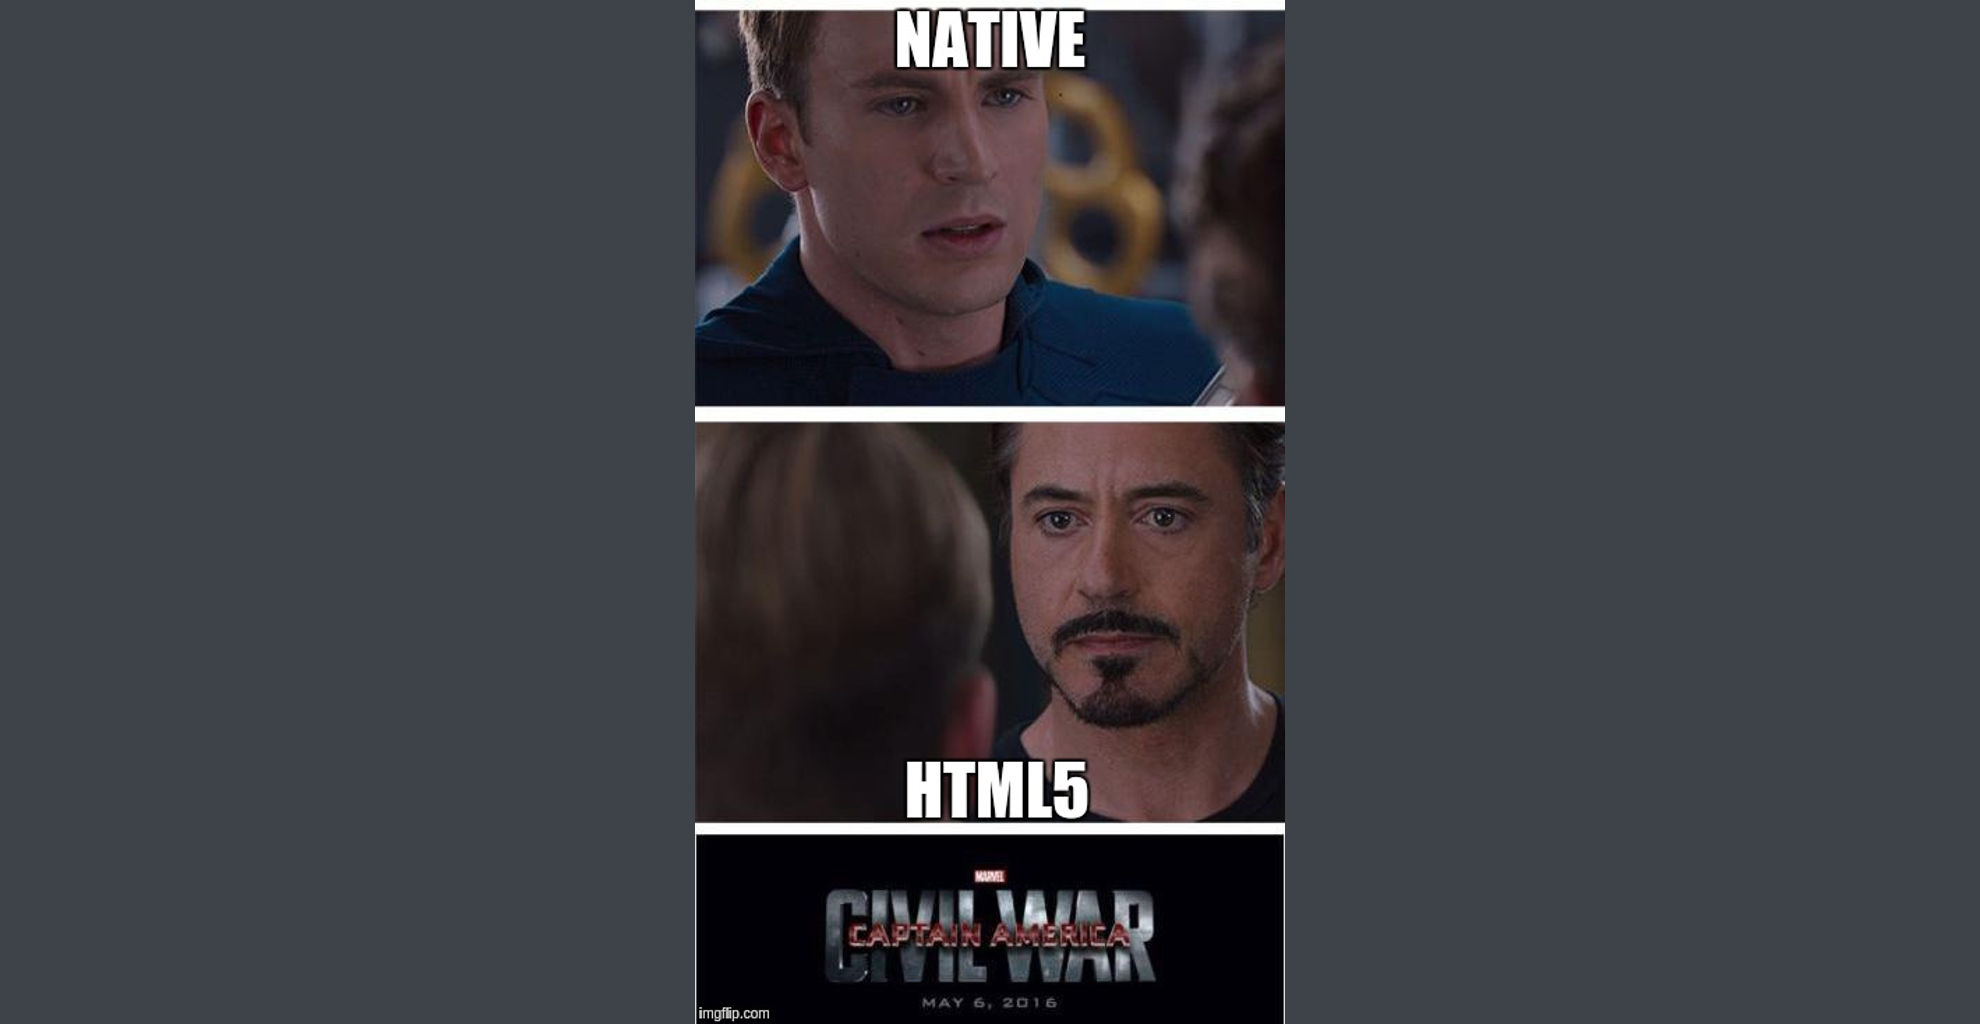 NATIVE
HTML5
MARVEL
CIVIL WAR
CAPTAIN AMERICA
MAY 6, 2016
imgflip.com